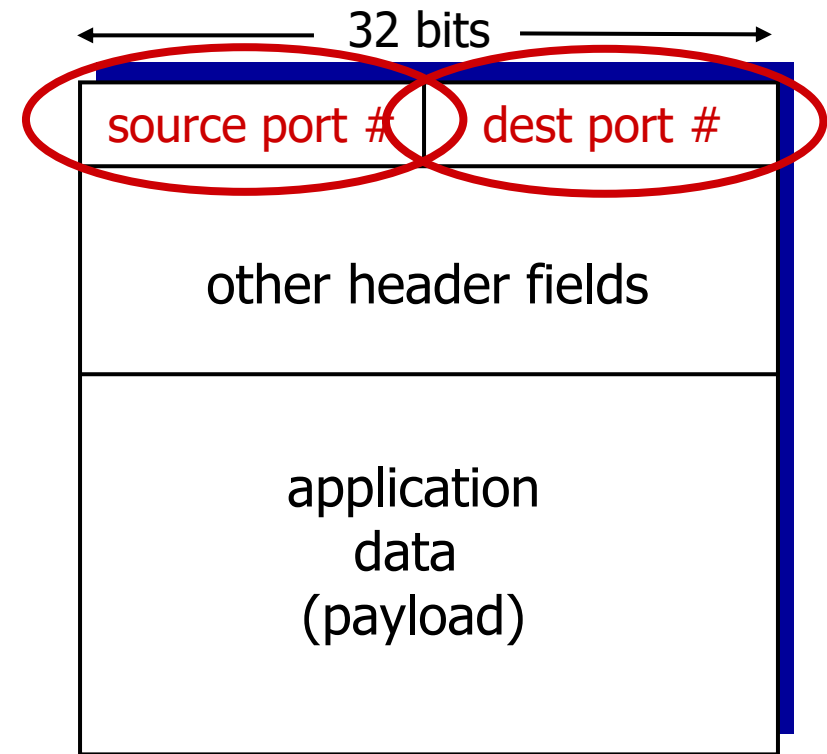 32 bits
source port # dest port #
other header fields
application
data
(payload)